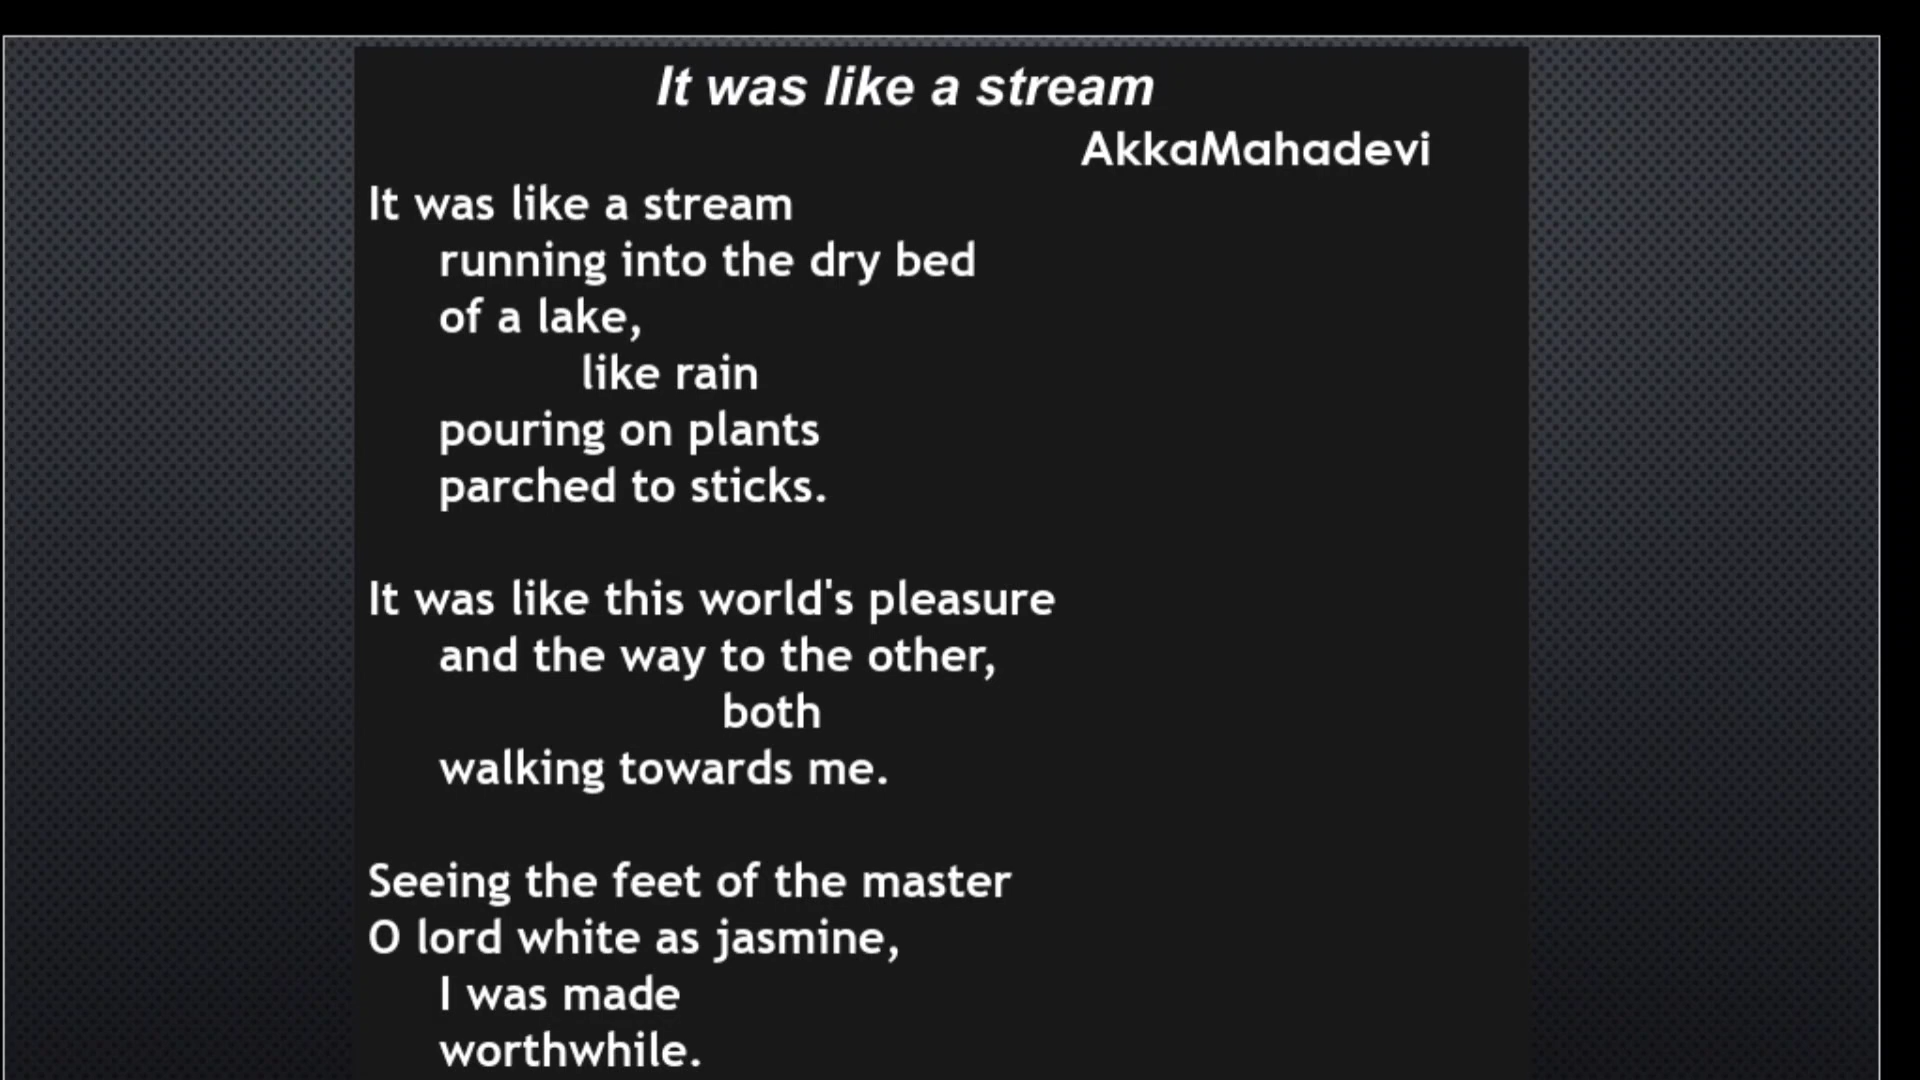 It was like a stream
AkkaMahadevi
It was like a stream
running into the dry bed
of a lake,
like rain
pouring on plants
parched to sticks.
It was like this world's pleasure
and the way to the other,
both
walking towards me.
Seeing the feet of the master
O lord white as jasmine,
I was made
worthwhile.